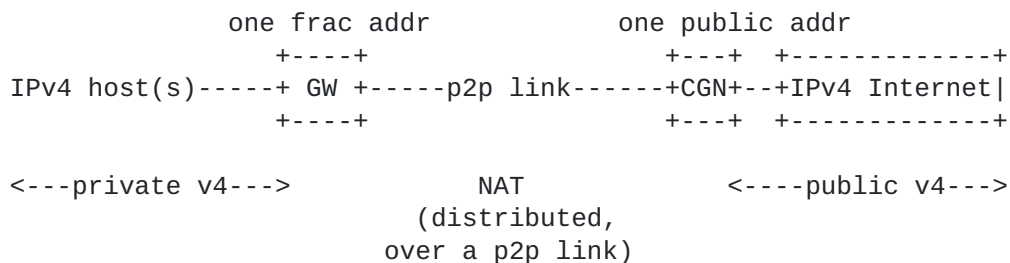 one frac addr one public addr
+----+ +---+ +-------------+
IPv4 host(s)-----+ GW +-----p2p link------+CGN+--+IPv4 Internet|
+----+ +---+ +-------------+
<---private v4---> NAT <----public v4--->
(distributed,
over a p2p link)